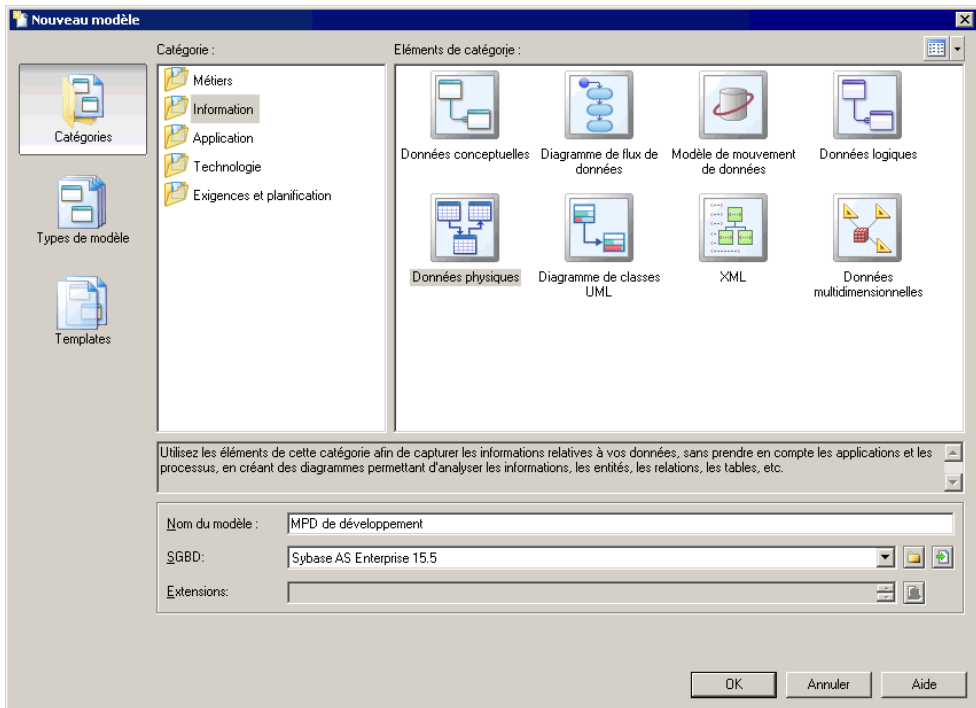 Nouveau modèle
Catégorie :
Eléments de catégorie :
Catégories
Types de modèle
Templates
Métiers
Information
Application
Technologie
Exigences et planification
Données conceptuelles
Diagramme de flux de
données
Modèle de mouvement
de données
Données logiques
Données physiques
Diagramme de classes
UML
XML
Données
multidimensionnelles
Utilisez les éléments de cette catégorie afin de capturer les informations relatives à vos données, sans prendre en compte les applications et les
processus, en créant des diagrammes permettant d'analyser les informations, les entités, les relations, les tables, etc.
Nom du modèle :
MPD de développement
SGBD:
Sybase AS Enterprise 15.5
Extensions:
OK
Annuler
Aide